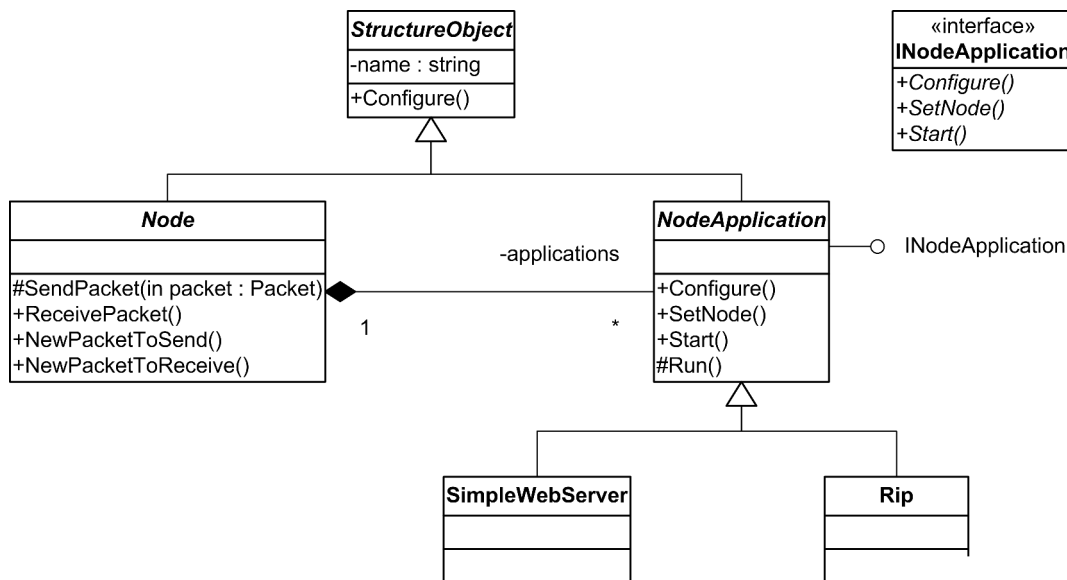 StructureObject
-name : string
+Configure()
«interface»
INodeApplication
+Configure()
+SetNode()
+Start()
Node
#SendPacket(in packet : Packet)
+ReceivePacket()
+NewPacketToSend()
+NewPacketToReceive()
-applications
1
*
NodeApplication
+Configure()
+SetNode()
+Start()
#Run()
INodeApplication
SimpleWebServer
Rip